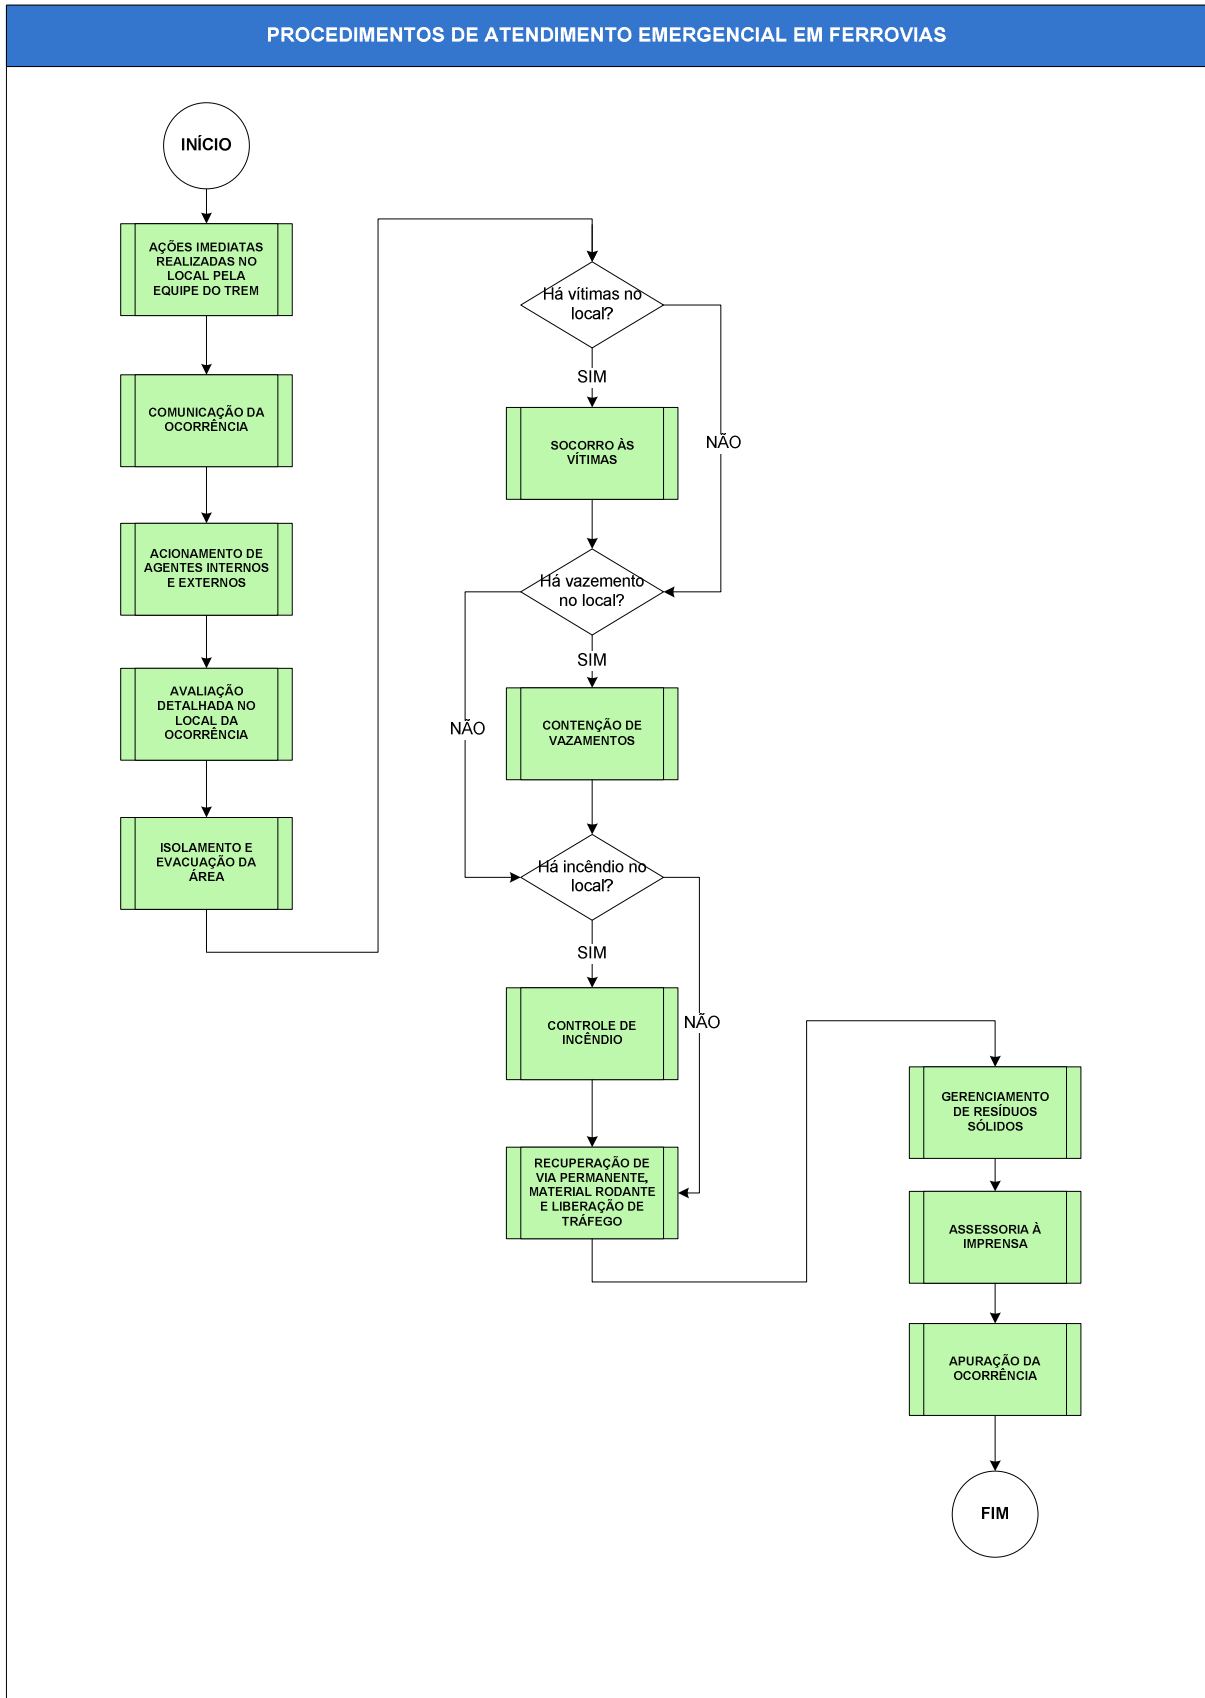 PROCEDIMENTOS DE ATENDIMENTO EMERGENCIAL EM FERROVIAS
INÍCIO
AÇÕES IMEDIATAS
REALIZADAS NO
LOCAL PELA
EQUIPE DO TREM
COMUNICAÇÃO DA
OCORRÊNCIA
ACIONAMENTO DE
AGENTES INTERNOS
E EXTERNOS
AVALIAÇÃO
DETALHADA NO
LOCAL DA
OCORRÊNCIA
ISOLAMENTO E
EVACUAÇÃO DA
ÁREA
Há vítimas no
local?
SIM
NÃO
SOCORRO ÀS
VÍTIMAS
Há vazemento
no local?
SIM
NÃO
CONTENÇÃO DE
VAZAMENTOS
Há incêndio no
local?
SIM
NÃO
CONTROLE DE
INCÊNDIO
RECUPERAÇÃO DE
VIA PERMANENTE,
MATERIAL RODANTE
E LIBERAÇÃO DE
TRÁFEGO
GERENCIAMENTO
DE RESÍDUOS
SÓLIDOS
ASSESSORIA À
IMPRENSA
APURAÇÃO DA
OCORRÊNCIA
FIM